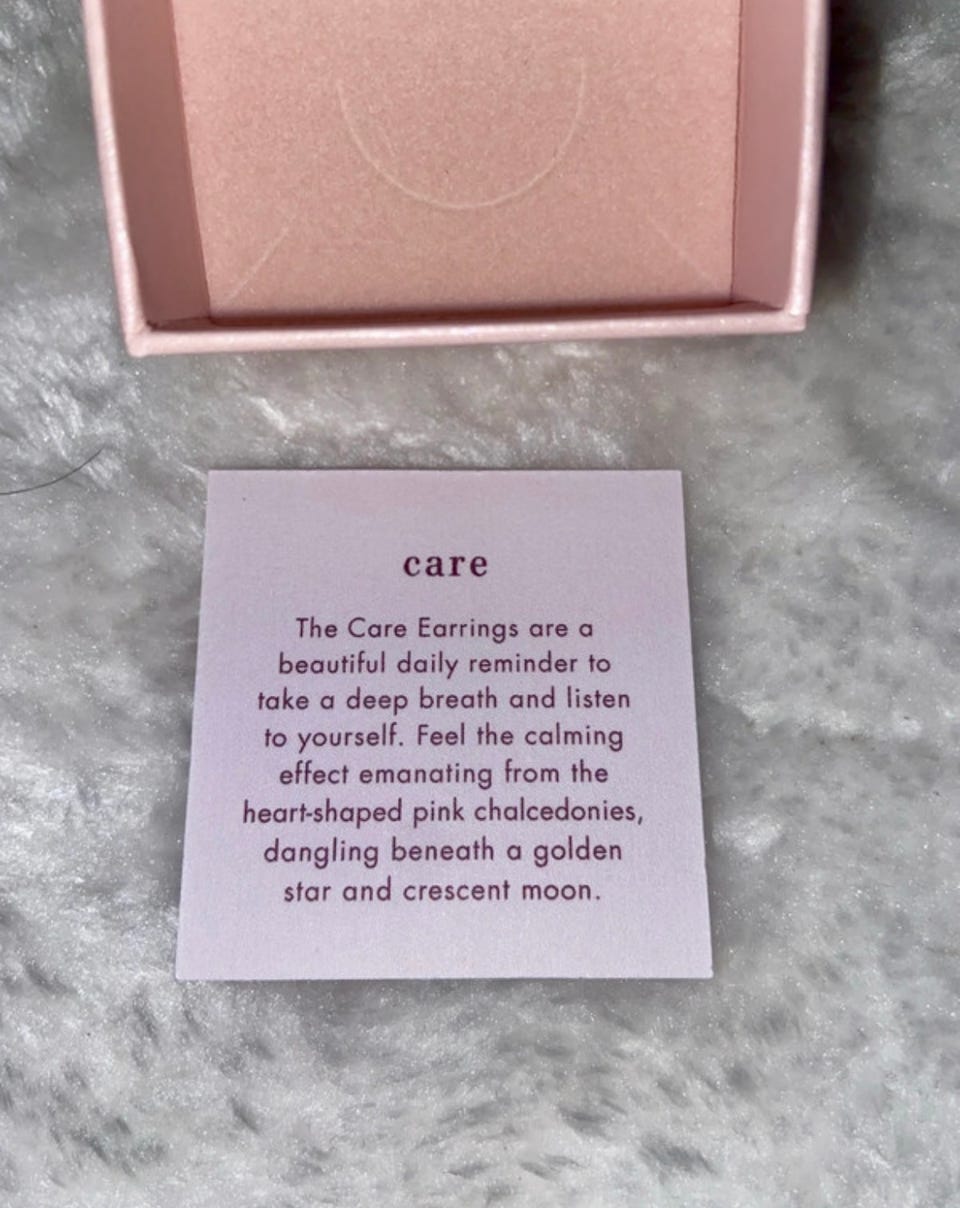 care
The Care Earrings are a
beautiful daily reminder to
take a deep breath and listen
to yourself. Feel the calming
effect emanating from the
heart-shaped pink chalcedonies,
dangling beneath a golden
star and crescent moon.